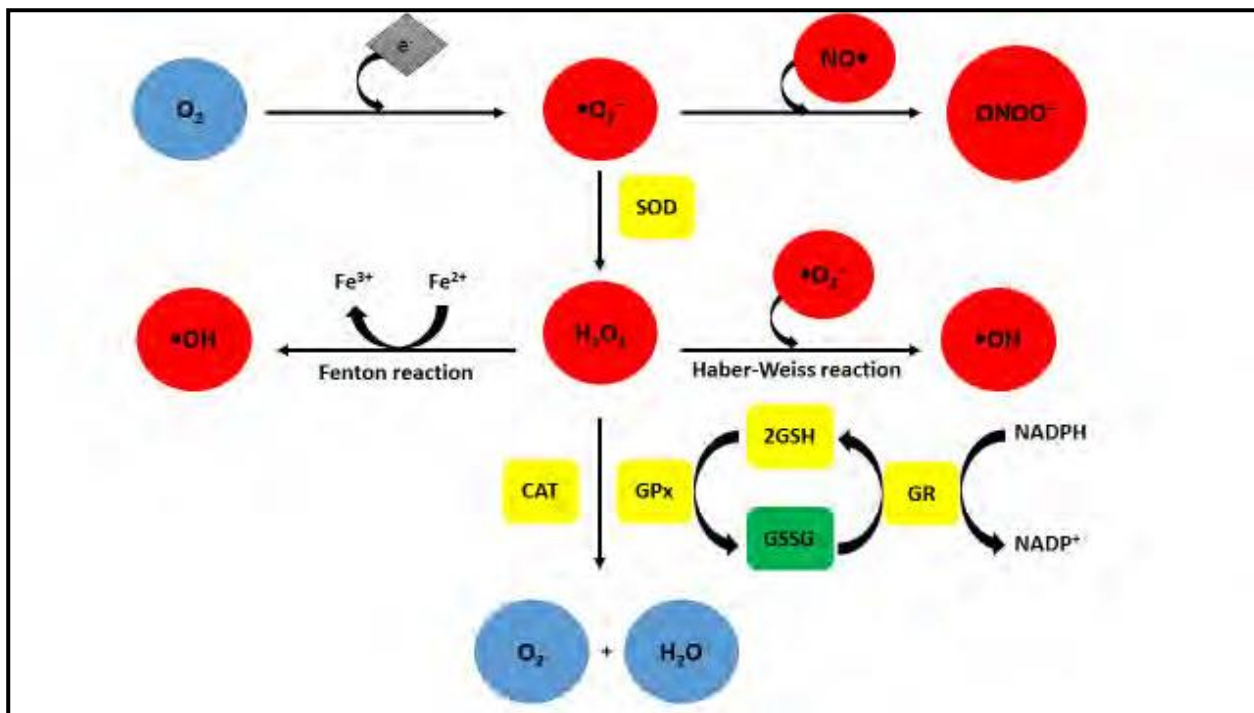 e⁻
O₂
•O₂⁻
NO•
ONOO⁻
SOD
Fe³⁺
Fe²⁺
•O₂⁻
•OH
H₂O₂
•OH
Fenton reaction
Haber-Weiss reaction
2GSH
NADPH
CAT
GPx
GR
GSSG
NADP⁺
O₂
+
H₂O